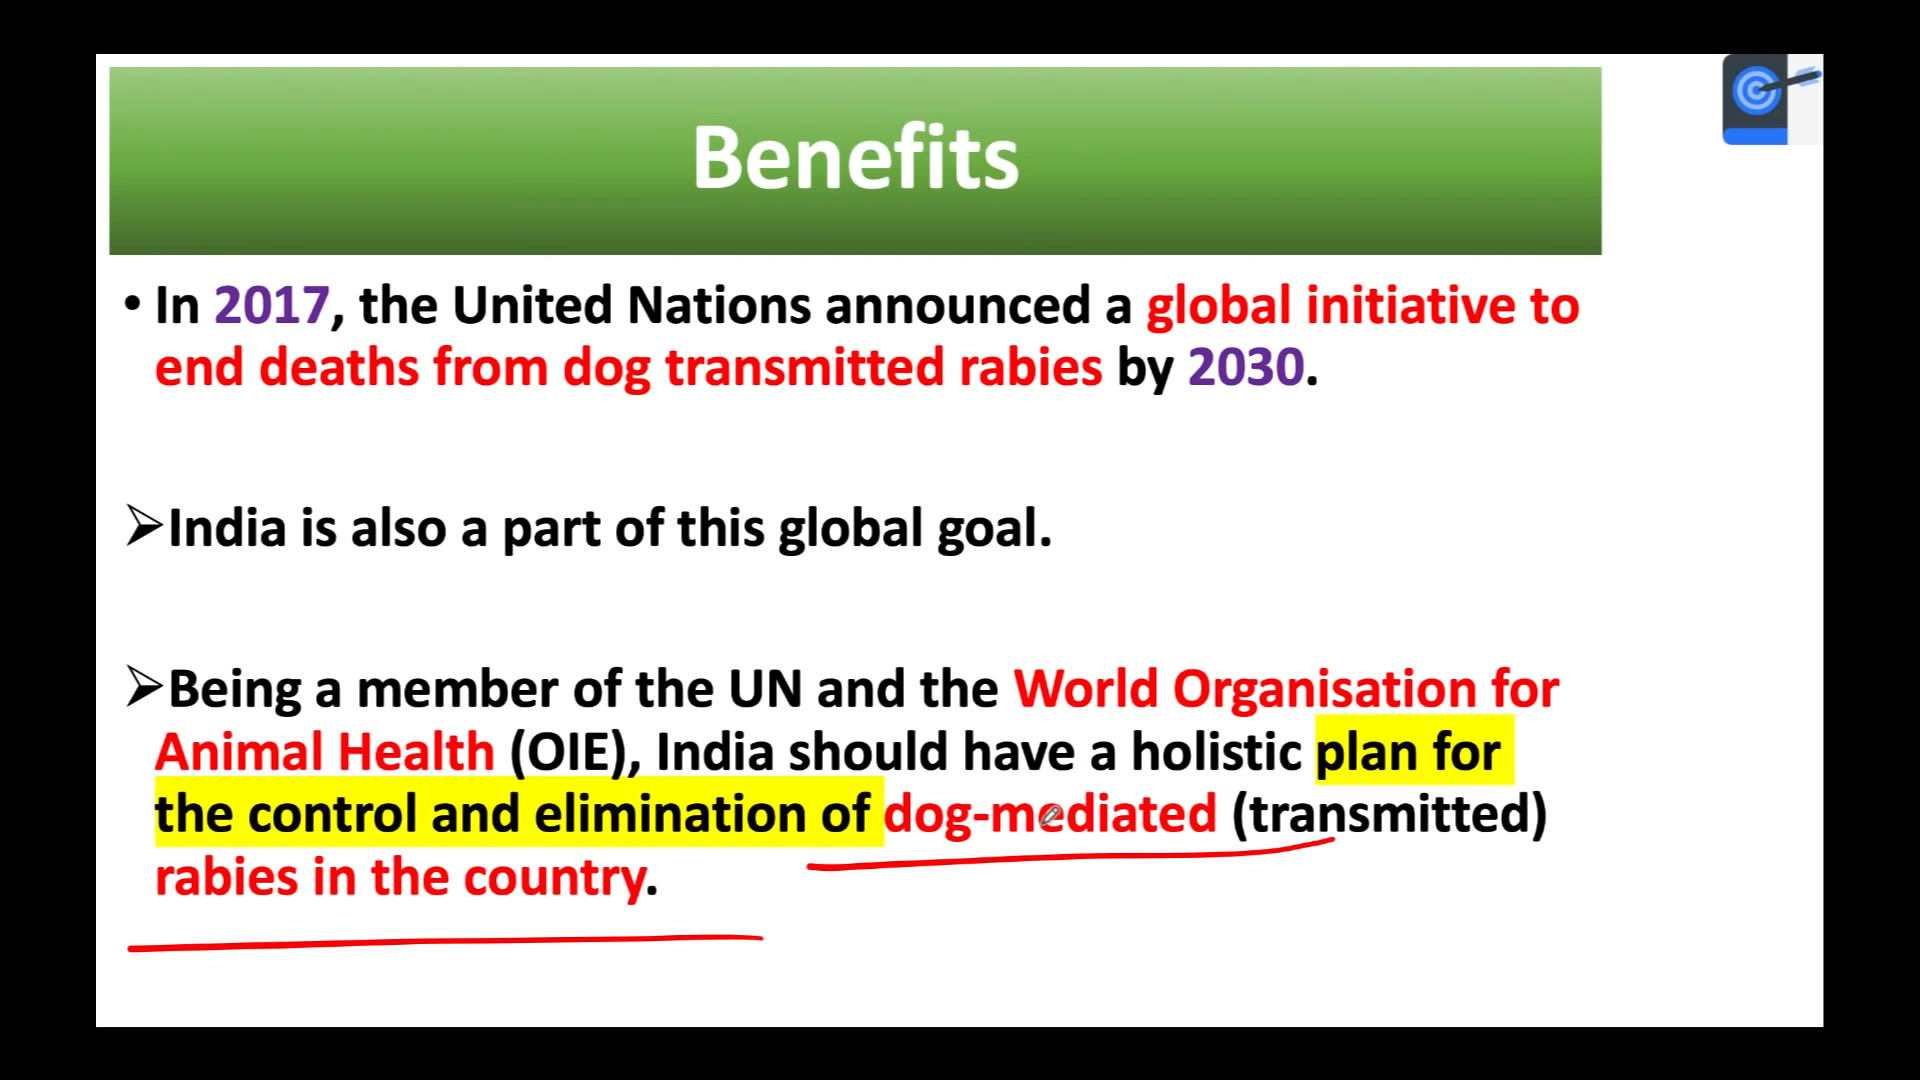 Benefits
• In 2017, the United Nations announced a global initiative to
end deaths from dog transmitted rabies by 2030.
➢India is also a part of this global goal.
➢Being a member of the UN and the World Organisation for
Animal Health (OIE), India should have a holistic plan for
the control and elimination of dog-mediated (transmitted)
rabies in the country.